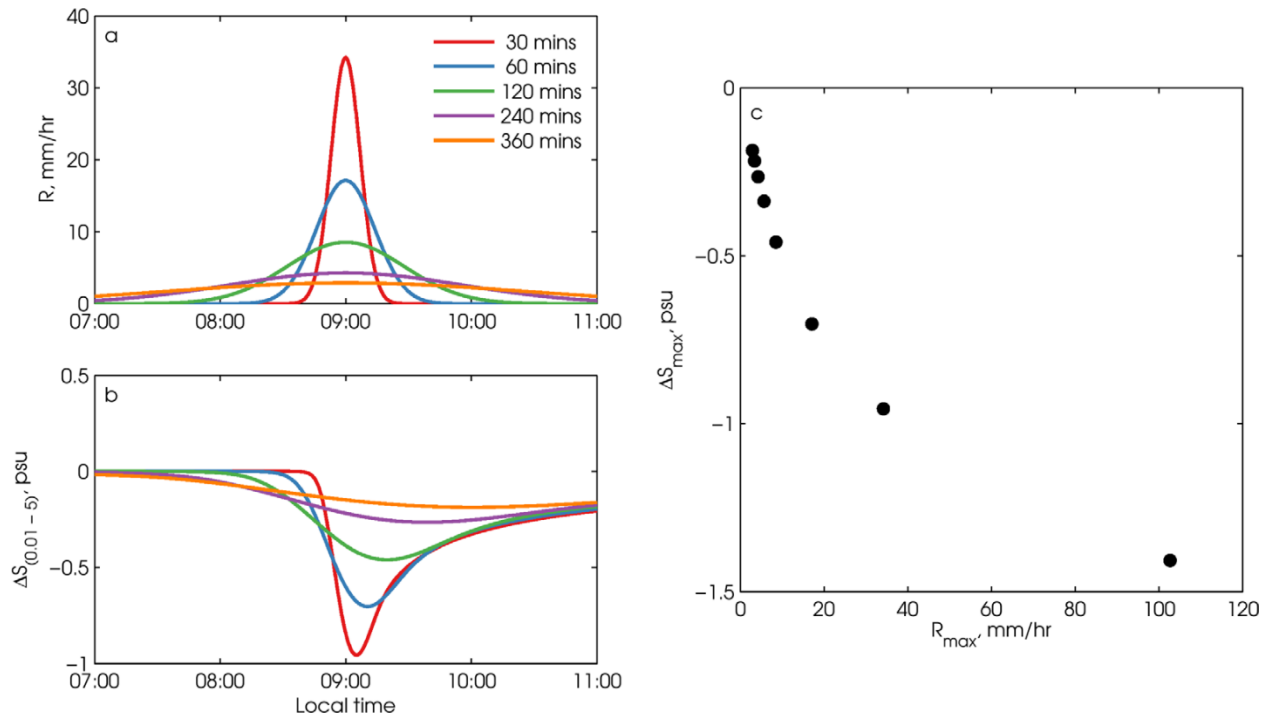 a
R, mm/hr
40
30
20
10
0
30 mins
60 mins
120 mins
240 mins
360 mins
07:00 08:00 09:00 10:00 11:00
b
ΔS(0.01 – 5), psu
0.5
0
−0.5
−1
07:00 08:00 09:00 10:00 11:00
Local time
c
ΔSmax, psu
0
−0.5
−1
−1.5
0 20 40 60 80 100 120
Rmax, mm/hr